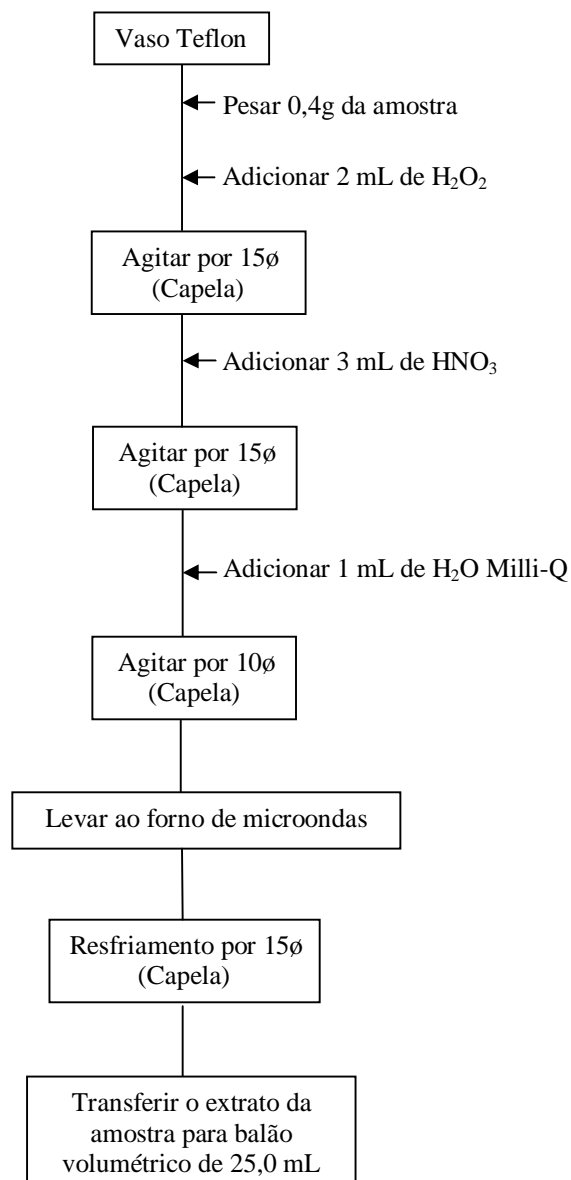 Vaso Teflon
Pesar 0,4g da amostra
Adicionar 2 mL de H₂O₂
Agitar por 15ø
(Capela)
Adicionar 3 mL de HNO₃
Agitar por 15ø
(Capela)
Adicionar 1 mL de H₂O Milli-Q
Agitar por 10ø
(Capela)
Levar ao forno de microondas
Resfriamento por 15ø
(Capela)
Transferir o extrato da
amostra para balão
volumétrico de 25,0 mL